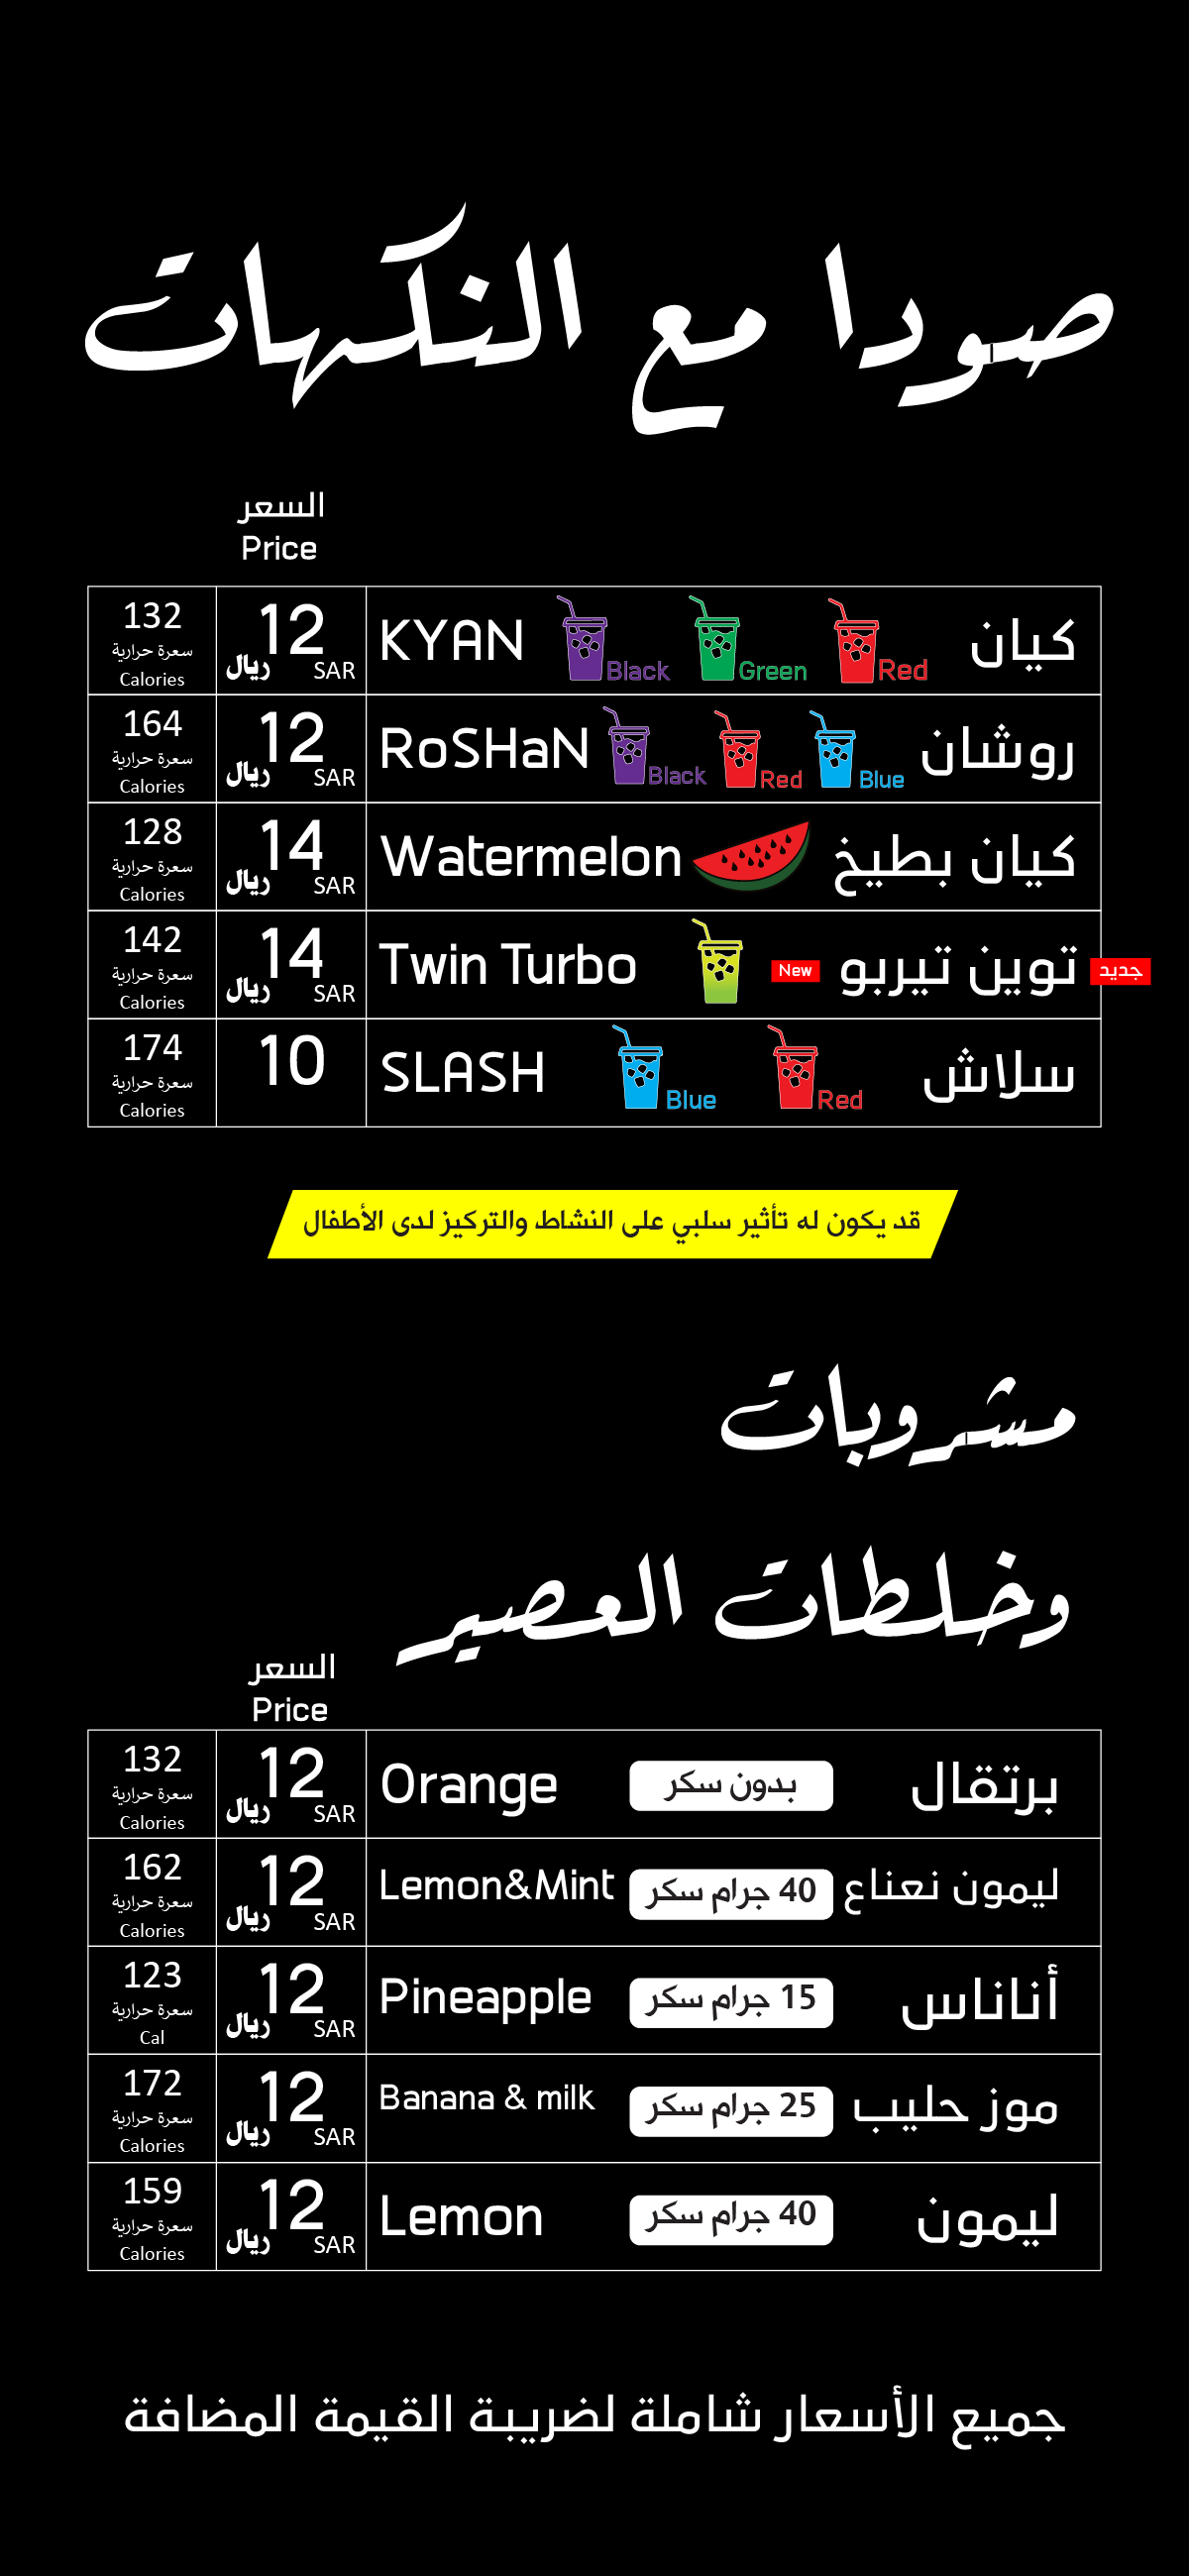 صودا مع النكهات
السعر
Price
كيان Red Green Black KYAN 12 ريال SAR 132 سعرة حرارية Calories
روشان Blue Red Black RoSHaN 12 ريال SAR 164 سعرة حرارية Calories
كيان بطيخ Watermelon 14 ريال SAR 128 سعرة حرارية Calories
جديد توين تيربو New Twin Turbo 14 ريال SAR 142 سعرة حرارية Calories
سلاش Red Blue SLASH 10 174 سعرة حرارية Calories
قد يكون له تأثير سلبي على النشاط والتركيز لدى الأطفال
مشروبات
وخلطات العصير
السعر
Price
برتقال بدون سكر Orange 12 ريال SAR 132 سعرة حرارية Calories
ليمون نعناع 40 جرام سكر Lemon&Mint 12 ريال SAR 162 سعرة حرارية Calories
أناناس 15 جرام سكر Pineapple 12 ريال SAR 123 سعرة حرارية Cal
موز حليب 25 جرام سكر Banana & milk 12 ريال SAR 172 سعرة حرارية Calories
ليمون 40 جرام سكر Lemon 12 ريال SAR 159 سعرة حرارية Calories
جميع الأسعار شاملة لضريبة القيمة المضافة